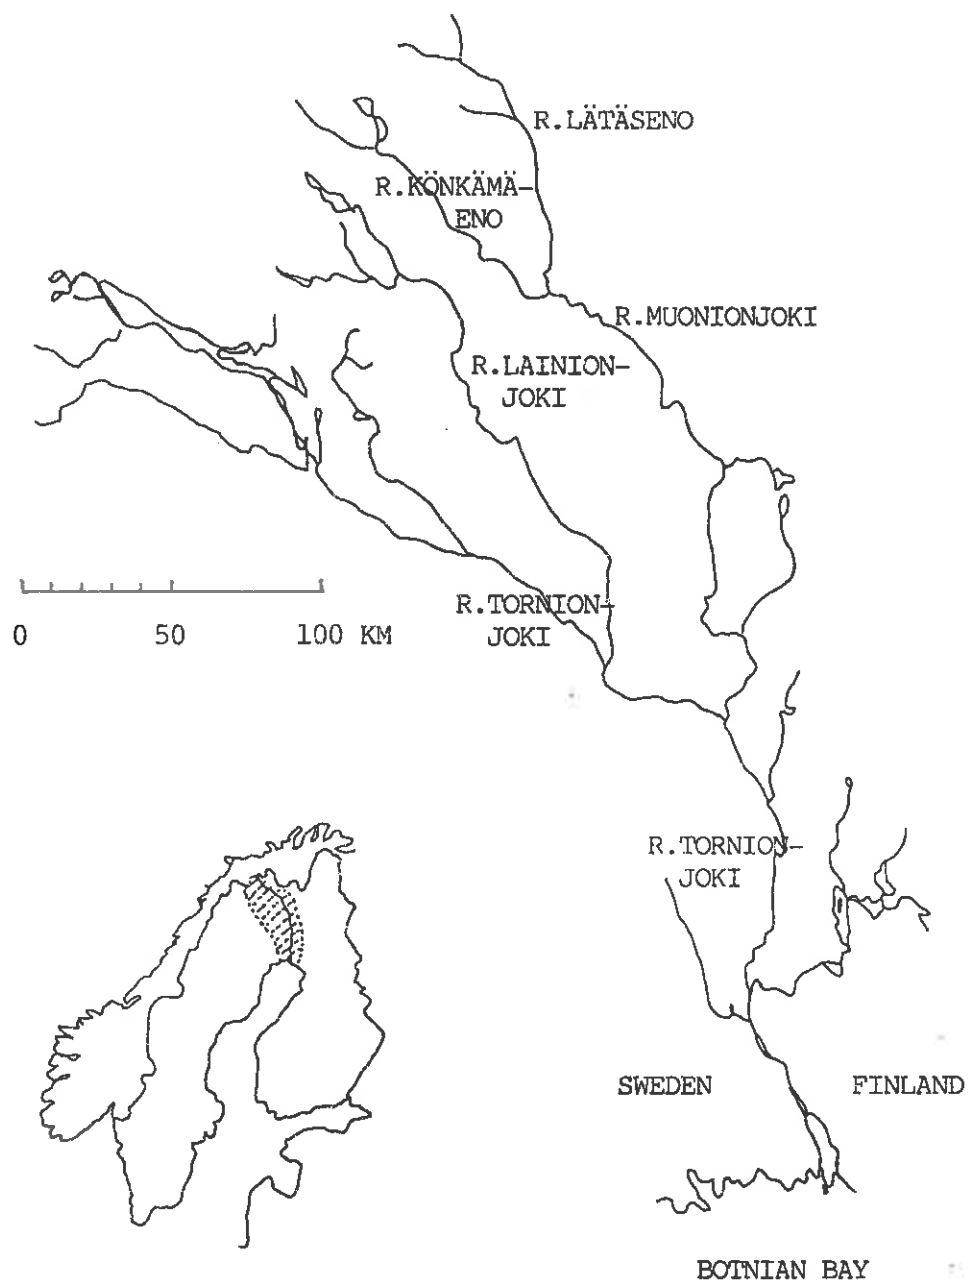 R.LÄTÄSENO
R.KÖNKÄMÄ-
ENO
R.MUONIONJOKI
R.LAINION-
JOKI
R.TORNION-
JOKI
0 50 100 KM
R.TORNION-
JOKI
SWEDEN FINLAND
BOTNIAN BAY